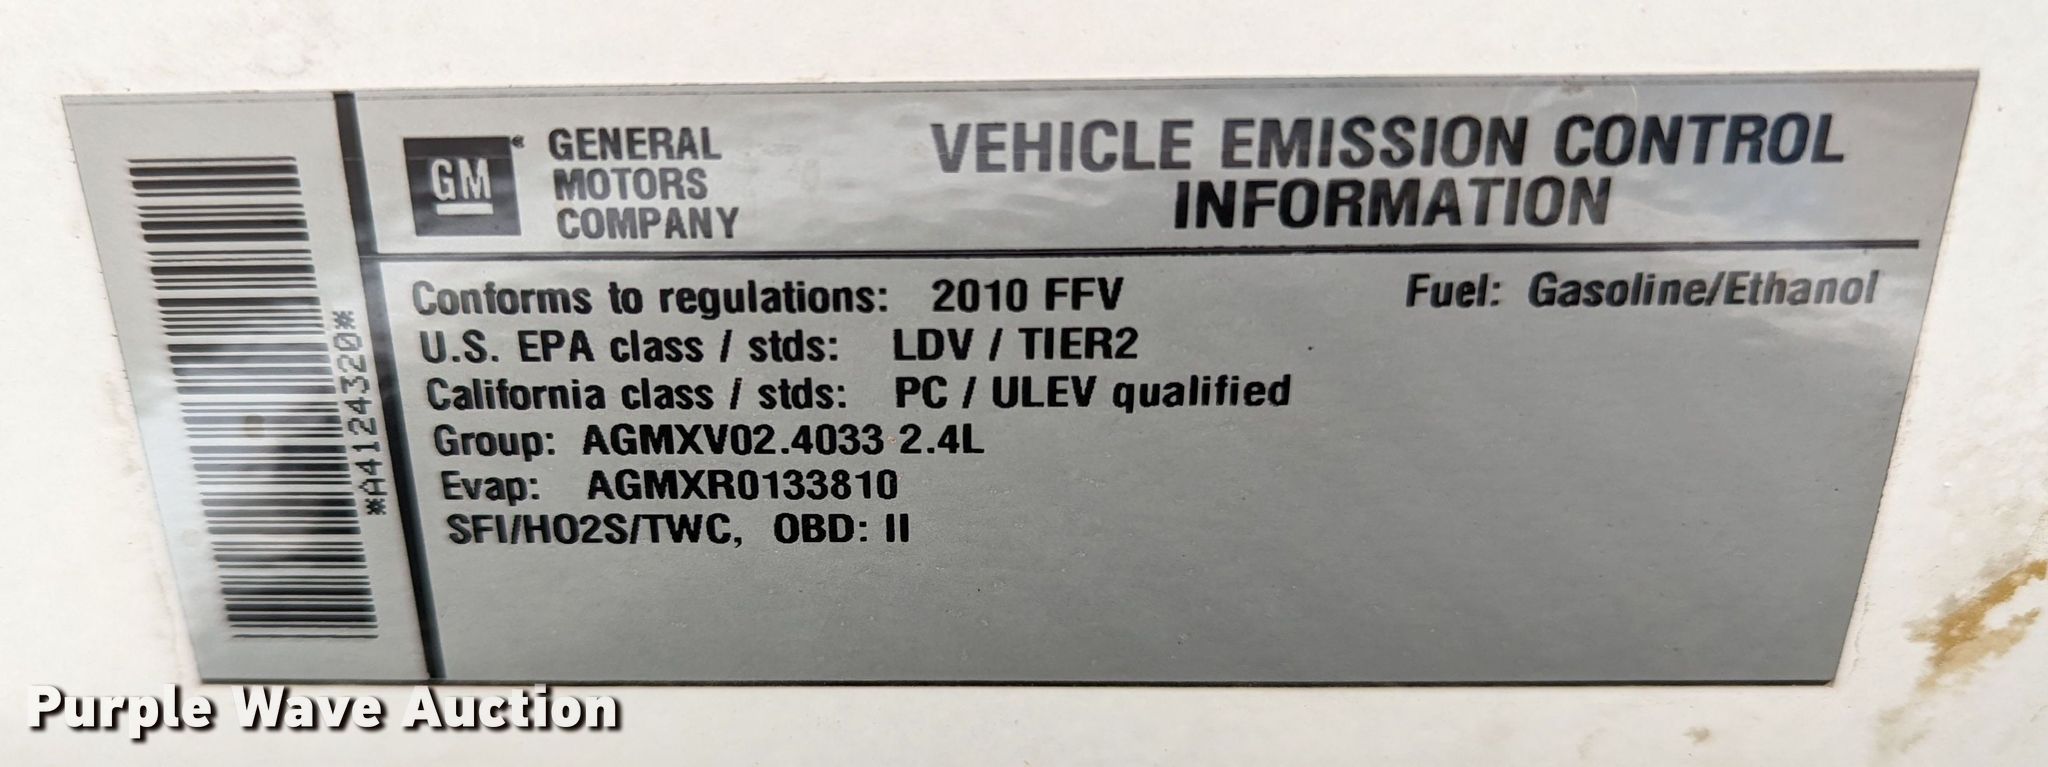 *A4124320*
GM
GENERAL
MOTORS
COMPANY
VEHICLE EMISSION CONTROL
INFORMATION
Conforms to regulations: 2010 FFV
Fuel: Gasoline/Ethanol
U.S. EPA class / stds: LDV / TIER2
California class / stds: PC / ULEV qualified
Group: AGMXV02.4033 2.4L
Evap: AGMXR0133810
SFI/HO2S/TWC, OBD: II
Purple Wave Auction